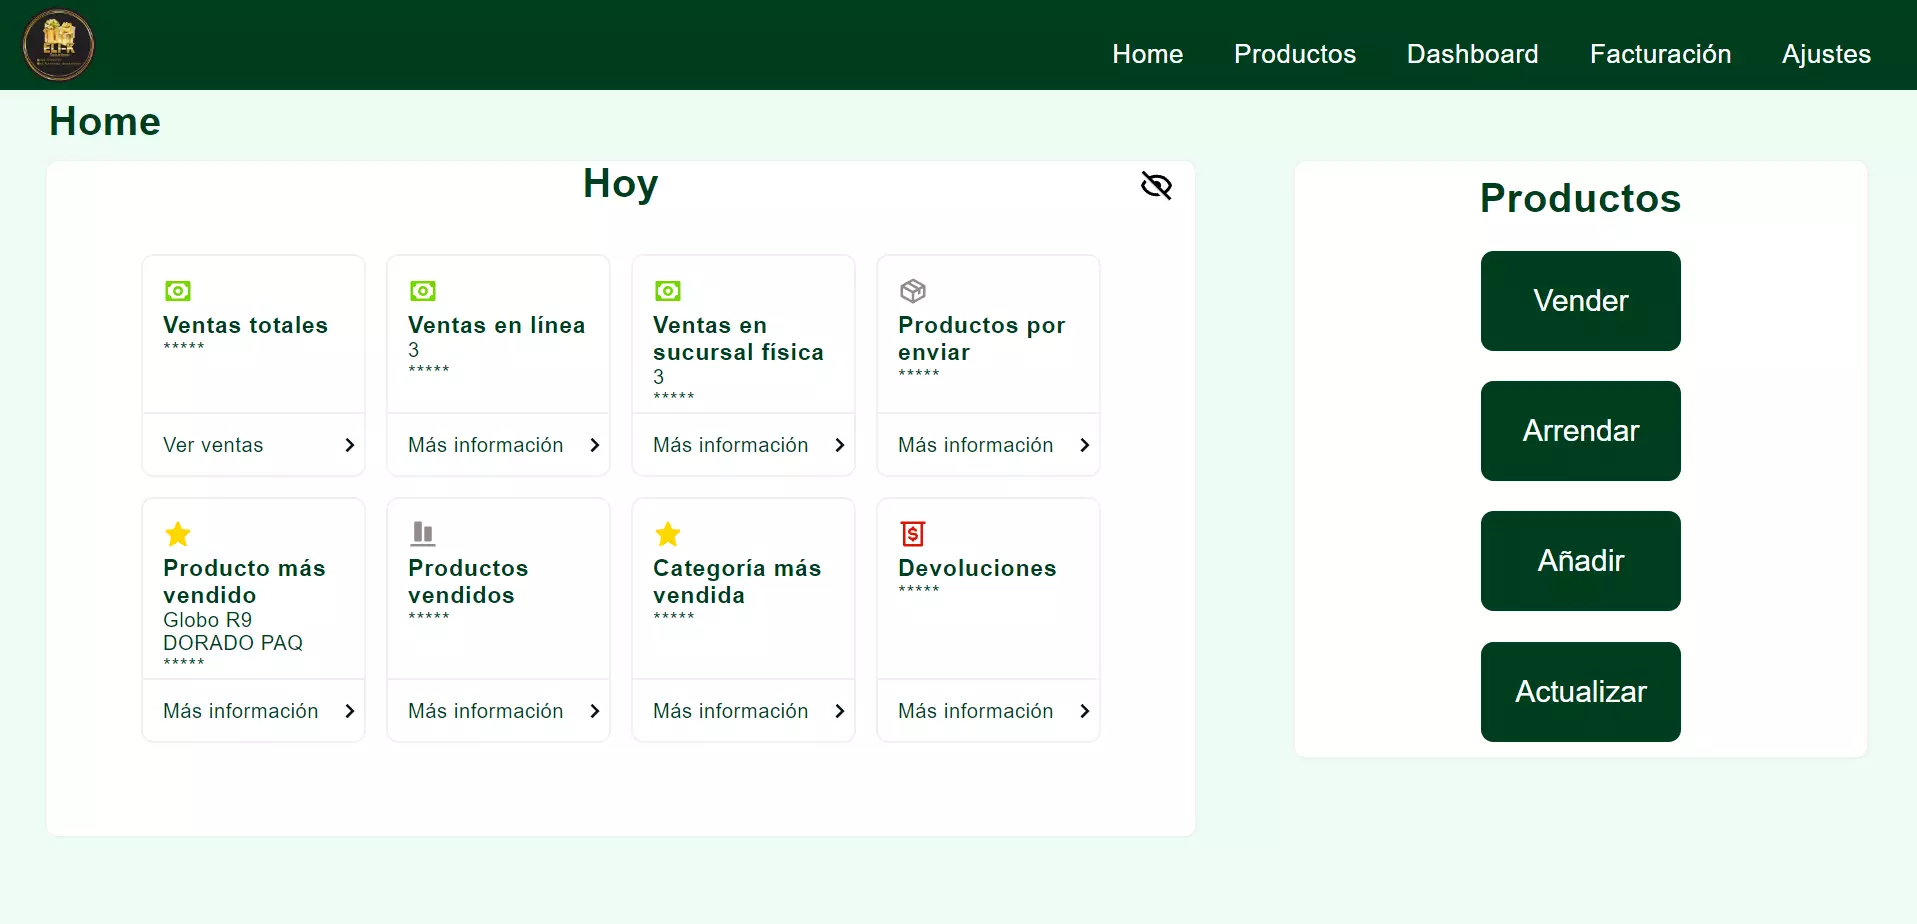 ELI-K
Home
Productos
Dashboard
Facturación
Ajustes
Home
Hoy
Ventas totales
*****
Ver ventas
Ventas en línea
3
*****
Más información
Ventas en
sucursal física
3
*****
Más información
Productos por
enviar
*****
Más información
Producto más
vendido
Globo R9
DORADO PAQ
*****
Más información
Productos
vendidos
*****
Más información
Categoría más
vendida
*****
Más información
Devoluciones
*****
Más información
Productos
Vender
Arrendar
Añadir
Actualizar